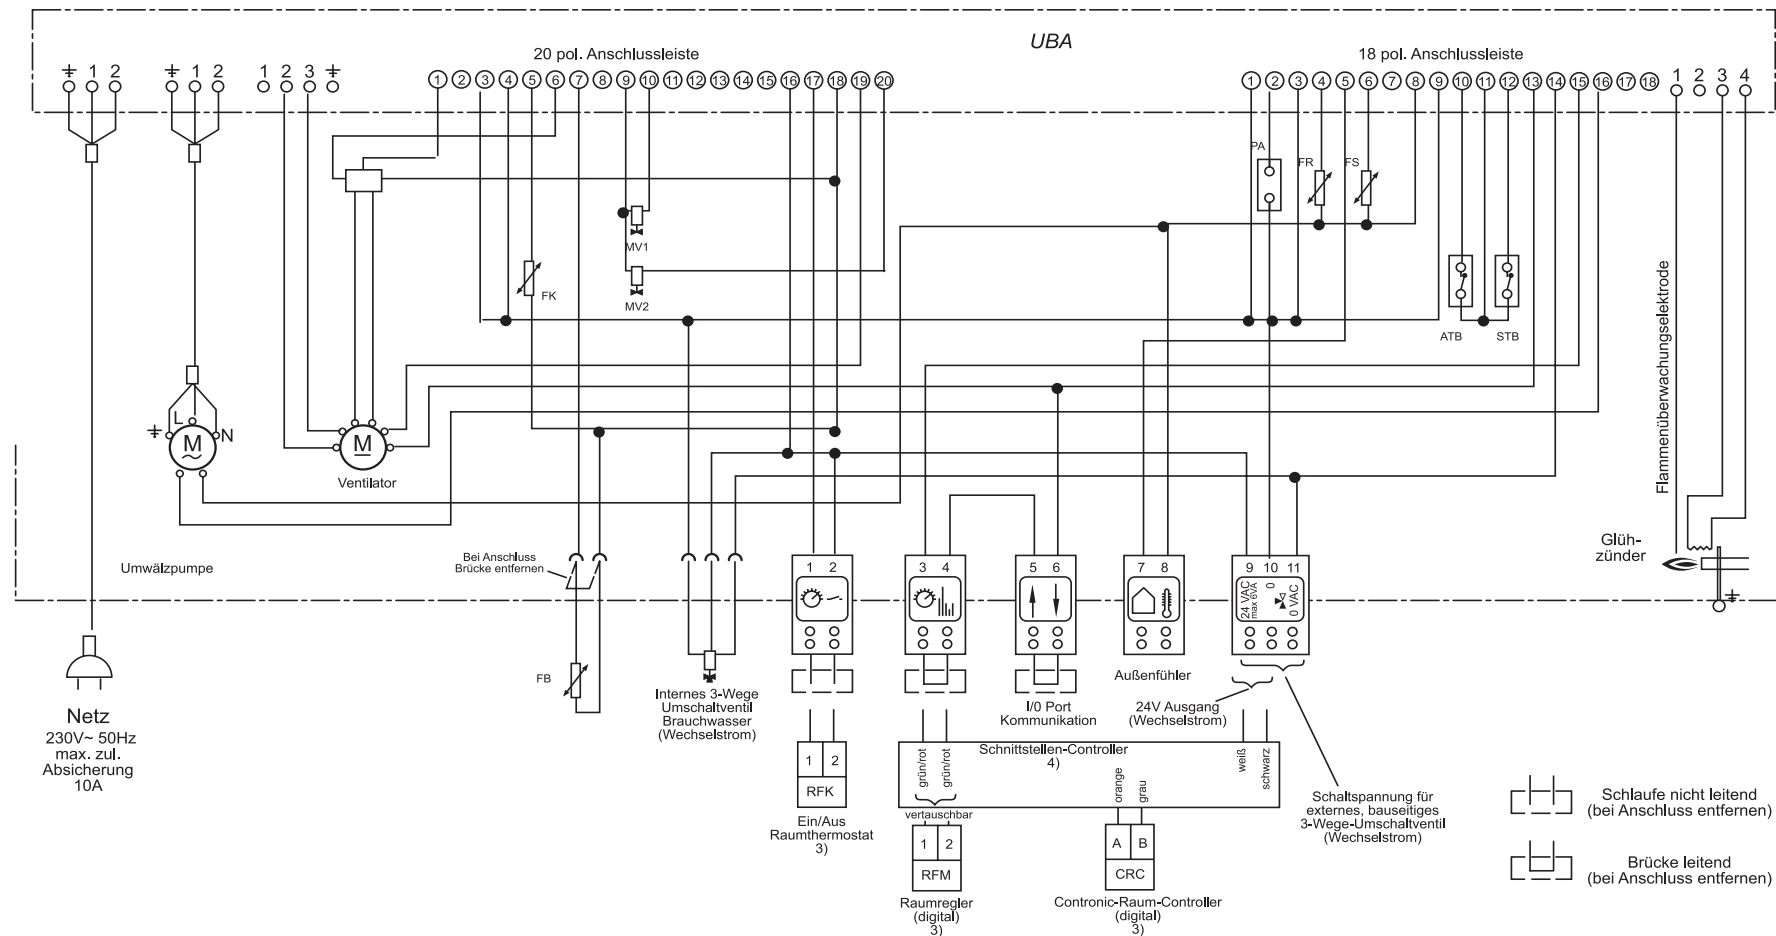 UBA
20 pol. Anschlussleiste
18 pol. Anschlussleiste
⏚ 1 2
⏚ 1 2
1 2 3 ⏚
① ② ③ ④ ⑤ ⑥ ⑦ ⑧ ⑨ ⑩ ⑪ ⑫ ⑬ ⑭ ⑮ ⑯ ⑰ ⑱ ⑲ ⑳
① ② ③ ④ ⑤ ⑥ ⑦ ⑧ ⑨ ⑩ ⑪ ⑫ ⑬ ⑭ ⑮ ⑯ ⑰ ⑱
1 2 3 4
PA
FR
FS
MV1
MV2
FK
ATB
STB
Flammenüberwachungselektrode
L
N
M
M
Ventilator
Umwälzpumpe
Bei Anschluss
Brücke entfernen
Glüh-
zünder
1 2
3 4
5 6
7 8
9 10 11
24 VAC
max 6VA
0
0 VAC
FB
Internes 3-Wege
Umschaltventil
Brauchwasser
(Wechselstrom)
Außenfühler
I/0 Port
Kommunikation
24V Ausgang
(Wechselstrom)
Netz
230V~ 50Hz
max. zul.
Absicherung
10A
Schnittstellen-Controller
4)
grün/rot
grün/rot
orange
grau
weiß
schwarz
vertauschbar
1 2
RFK
Ein/Aus
Raumthermostat
3)
1 2
RFM
Raumregler
(digital)
3)
A B
CRC
Contronic-Raum-Controller
(digital)
3)
Schaltspannung für
externes, bauseitiges
3-Wege-Umschaltventil
(Wechselstrom)
Schlaufe nicht leitend
(bei Anschluss entfernen)
Brücke leitend
(bei Anschluss entfernen)